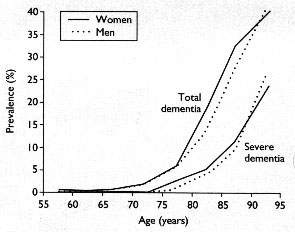 40
Women
Men
35
30
25
20
15
10
5
0
Prevalence (%)
Total
dementia
Severe
dementia
55 60 65 70 75 80 85 90 95
Age (years)